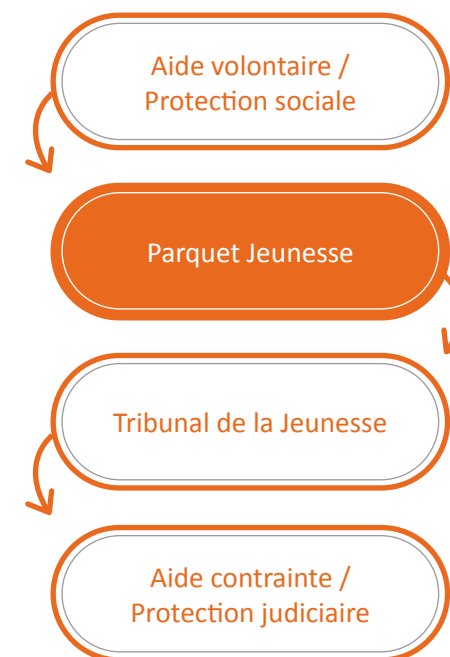 Aide volontaire /
Protection sociale
Parquet Jeunesse
Tribunal de la Jeunesse
Aide contrainte /
Protection judiciaire